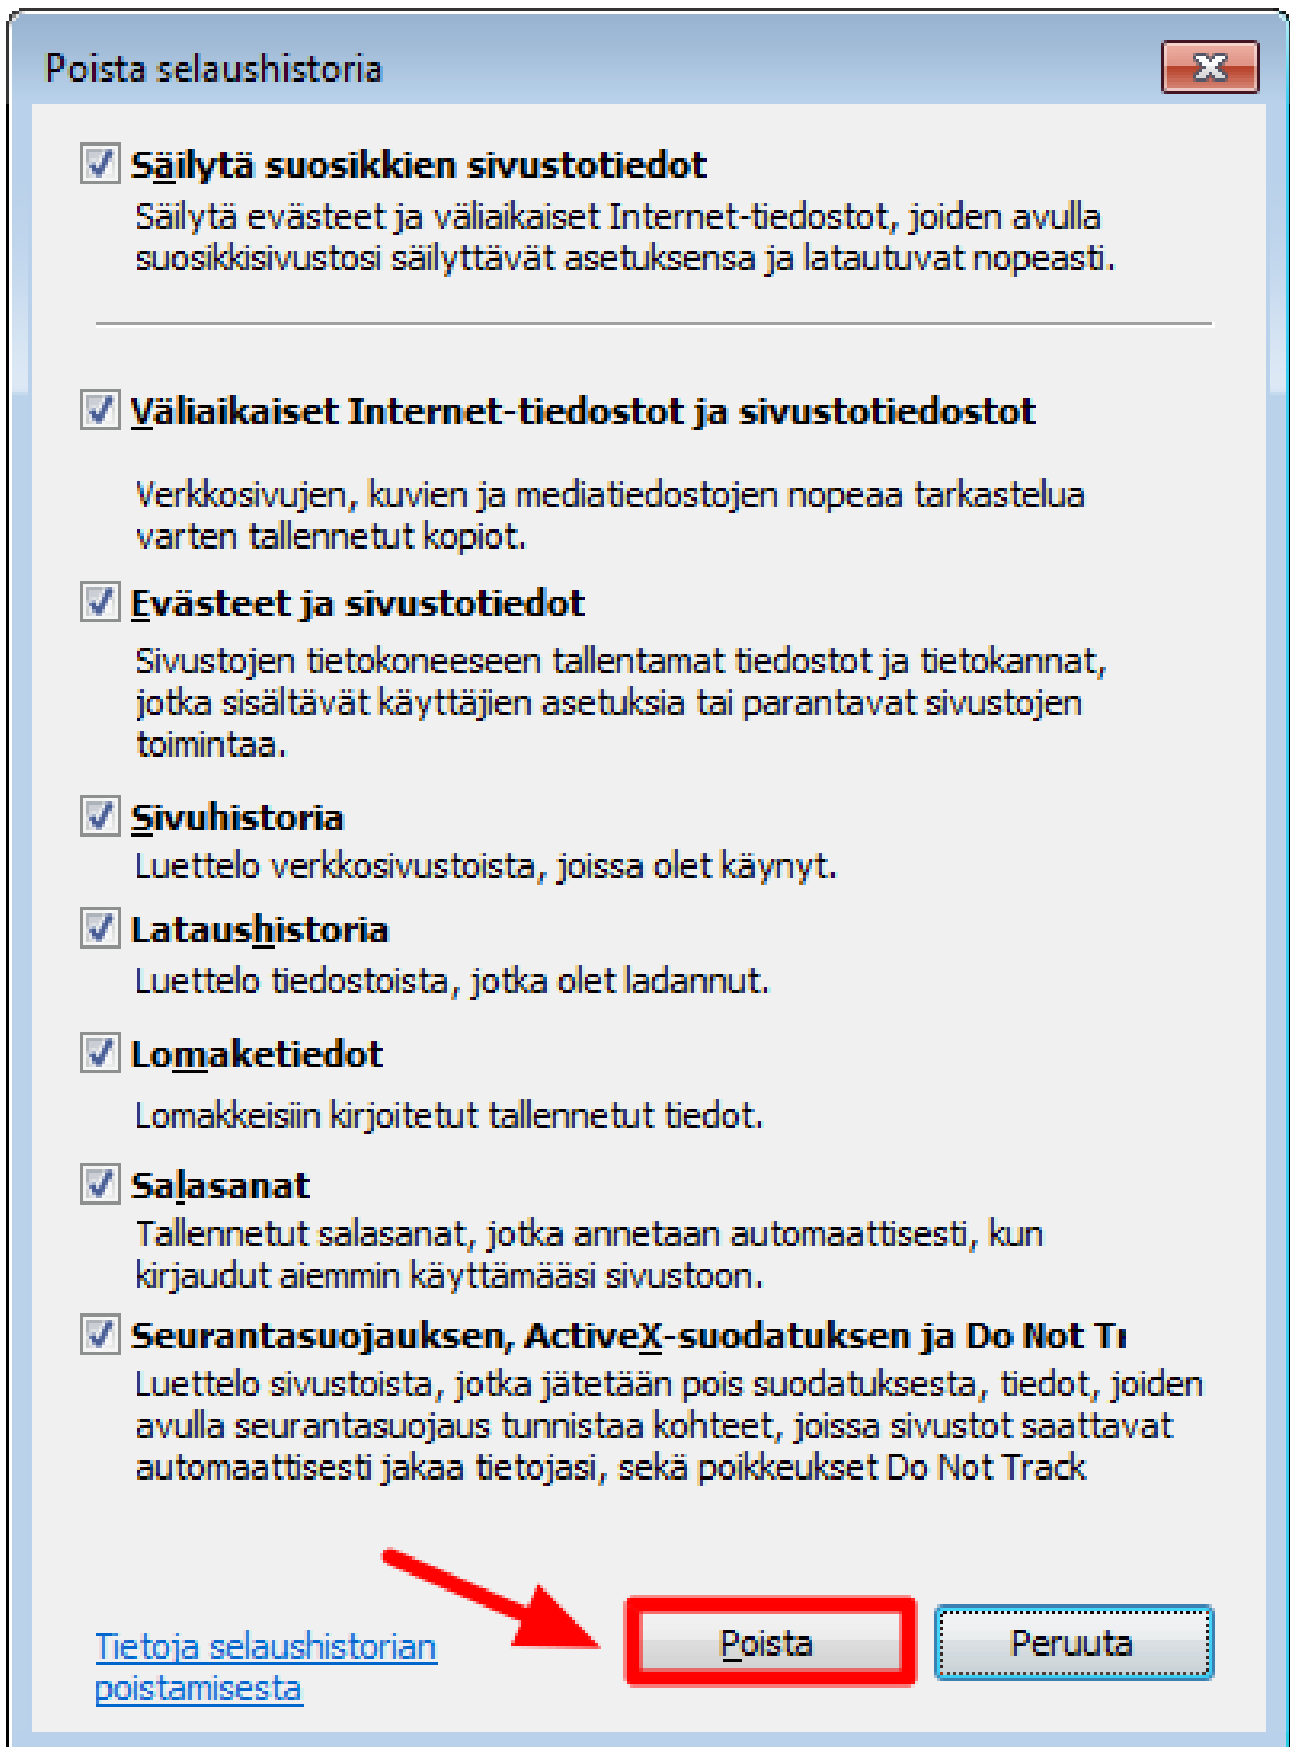 Poista selaushistoria
Säilytä suosikkien sivustotiedot
Säilytä evästeet ja väliaikaiset Internet-tiedostot, joiden avulla
suosikkisivustosi säilyttävät asetuksensa ja latautuvat nopeasti.
Väliaikaiset Internet-tiedostot ja sivustotiedostot
Verkkosivujen, kuvien ja mediatiedostojen nopeaa tarkastelua
varten tallennetut kopiot.
Evästeet ja sivustotiedot
Sivustojen tietokoneeseen tallentamat tiedostot ja tietokannat,
jotka sisältävät käyttäjien asetuksia tai parantavat sivustojen
toimintaa.
Sivuhistoria
Luettelo verkkosivustoista, joissa olet käynyt.
Lataushistoria
Luettelo tiedostoista, jotka olet ladannut.
Lomaketiedot
Lomakkeisiin kirjoitetut tallennetut tiedot.
Salasanat
Tallennetut salasanat, jotka annetaan automaattisesti, kun
kirjaudut aiemmin käyttämääsi sivustoon.
Seurantasuojauksen, ActiveX-suodatuksen ja Do Not Tr
Luettelo sivustoista, jotka jätetään pois suodatuksesta, tiedot, joiden
avulla seurantasuojaus tunnistaa kohteet, joissa sivustot saattavat
automaattisesti jakaa tietojasi, sekä poikkeukset Do Not Track
Tietoja selaushistorian
poistamisesta
Poista
Peruuta